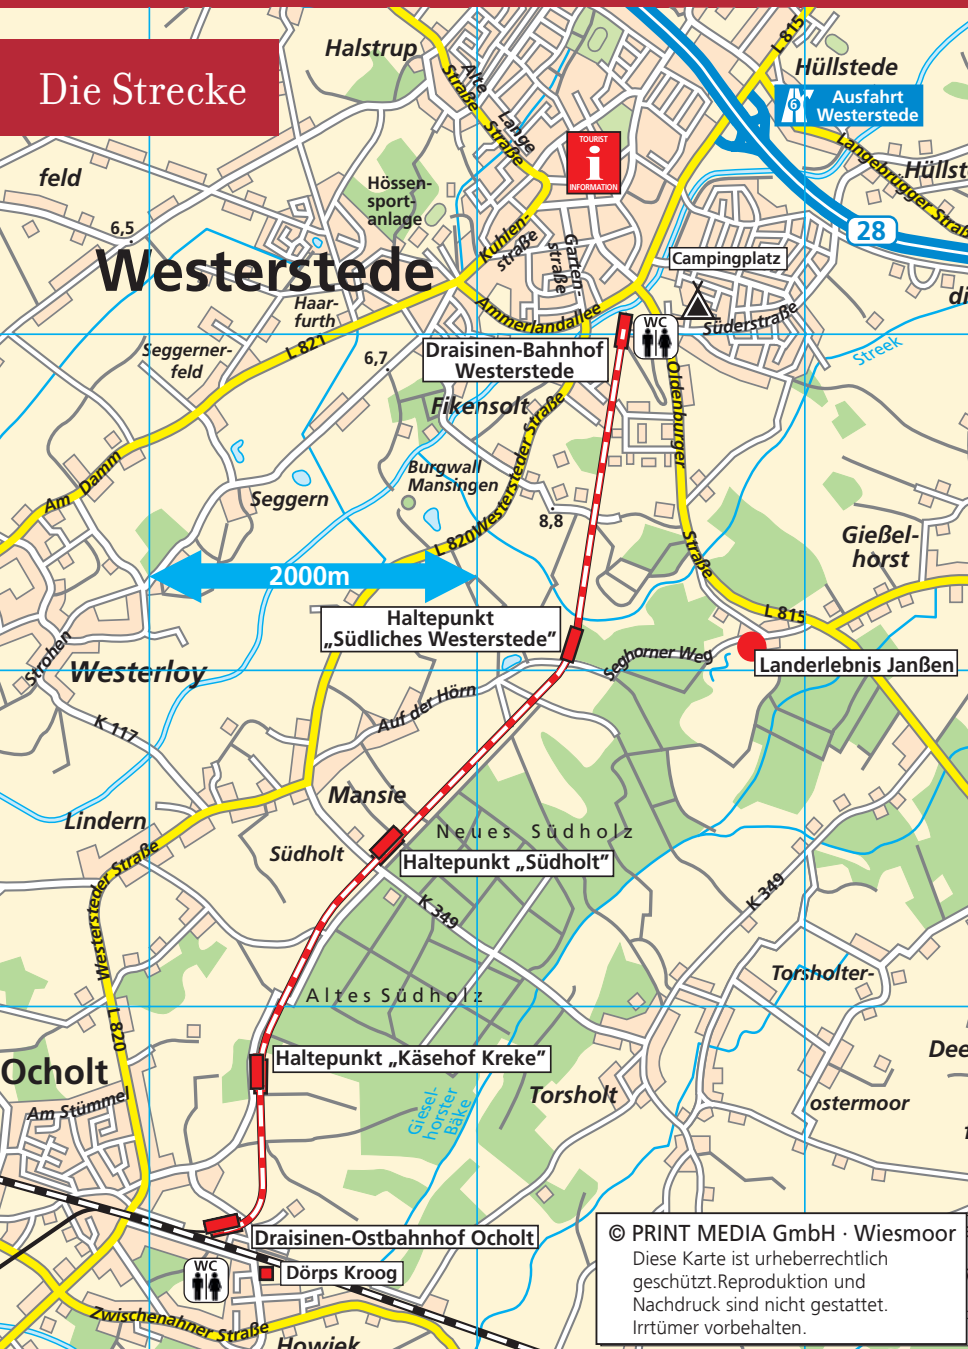 Die Strecke
Halstrup
L 815
Hüllstede
6
Ausfahrt
Westerstede
Alte
Straße
Lange
Straße
TOURIST
i
INFORMATION
Langebrügger Straß
Hüllst
feld
Hössen-
sport-
anlage
6,5
Westerstede
Kuhlen-
straße
Garten-
straße
28
Campingplatz
di
Haar-
furth
Ammerlandallee
WC
Süderstraße
L 821
Streek
Seggerner-
feld
6,7
Draisinen-Bahnhof
Westerstede
Oldenburger
Straße
Fikensolt
Burgwall
Mansingen
L 820
Westersteder Straße
Am Damm
Seggern
8,8
Gießel-
horst
2000m
L 815
Haltepunkt
„Südliches Westerstede”
Strohen
Seghorner Weg
Landerlebnis Janßen
Westerloy
Auf der Hörn
K 117
Mansie
Lindern
Neues Südholz
Südholt
Haltepunkt „Südholt”
Westersteder Straße
K 349
K 349
Torsholter-
Altes Südholz
L 820
Dee
Ocholt
Haltepunkt „Käsehof Kreke”
Am Stümmel
Giesel-
horster
Bäke
Torsholt
ostermoor
Draisinen-Ostbahnhof Ocholt
WC
Dörps Kroog
Zwischenahner Straße
Howiek
© PRINT MEDIA GmbH · Wiesmoor
Diese Karte ist urheberrechtlich
geschützt.Reproduktion und
Nachdruck sind nicht gestattet.
Irrtümer vorbehalten.